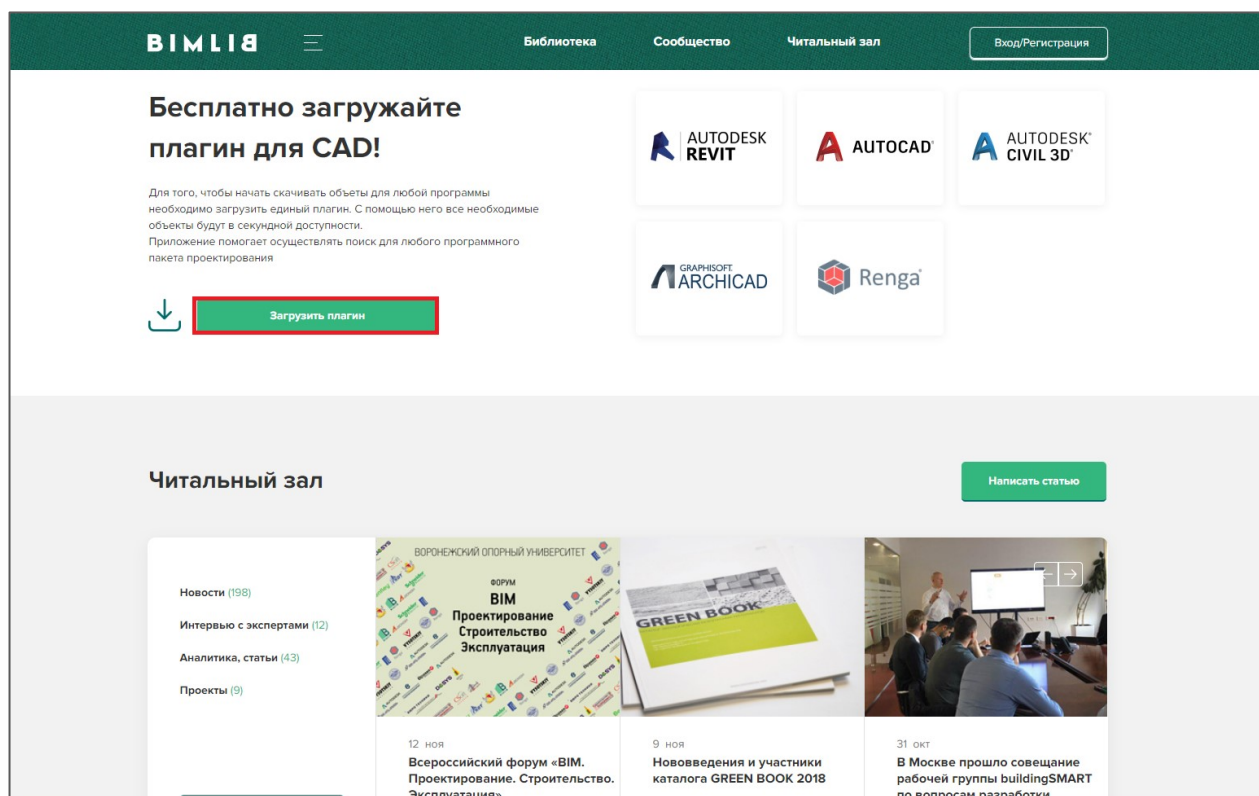 BIMLIB
Библиотека
Сообщество
Читальный зал
Вход/Регистрация
Бесплатно загружайте
плагин для CAD!
Для того, чтобы начать скачивать объеты для любой программы
необходимо загрузить единый плагин. С помощью него все необходимые
объекты будут в секундной доступности.
Приложение помогает осуществлять поиск для любого программного
пакета проектирования
Загрузить плагин
AUTODESK
REVIT
AUTOCAD
AUTODESK
CIVIL 3D
GRAPHISOFT
ARCHICAD
Renga
Читальный зал
Написать статью
Новости (198)
Интервью с экспертами (12)
Аналитика, статьи (43)
Проекты (9)
ВОРОНЕЖСКИЙ ОПОРНЫЙ УНИВЕРСИТЕТ
ФОРУМ
BIM
Проектирование
Строительство
Эксплуатация
GREEN BOOK
12 ноя
Всероссийский форум «BIM.
Проектирование. Строительство.
Эксплуатация»
9 ноя
Нововведения и участники
каталога GREEN BOOK 2018
31 окт
В Москве прошло совещание
рабочей группы buildingSMART
по вопросам разработки